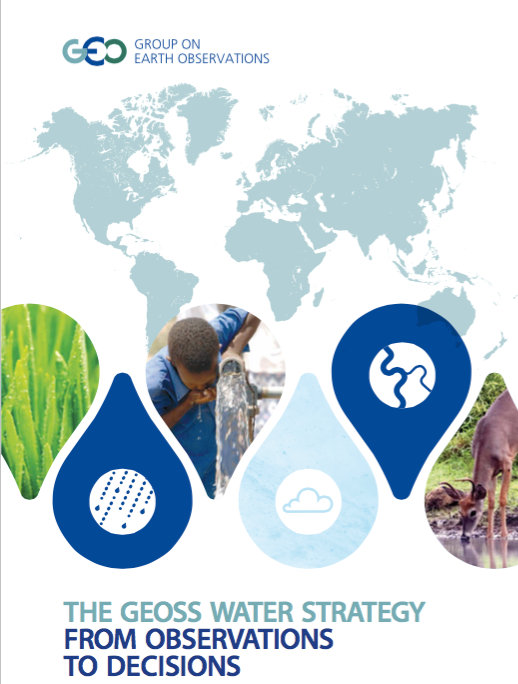 GEO
GROUP ON
EARTH OBSERVATIONS
THE GEOSS WATER STRATEGY
FROM OBSERVATIONS
TO DECISIONS